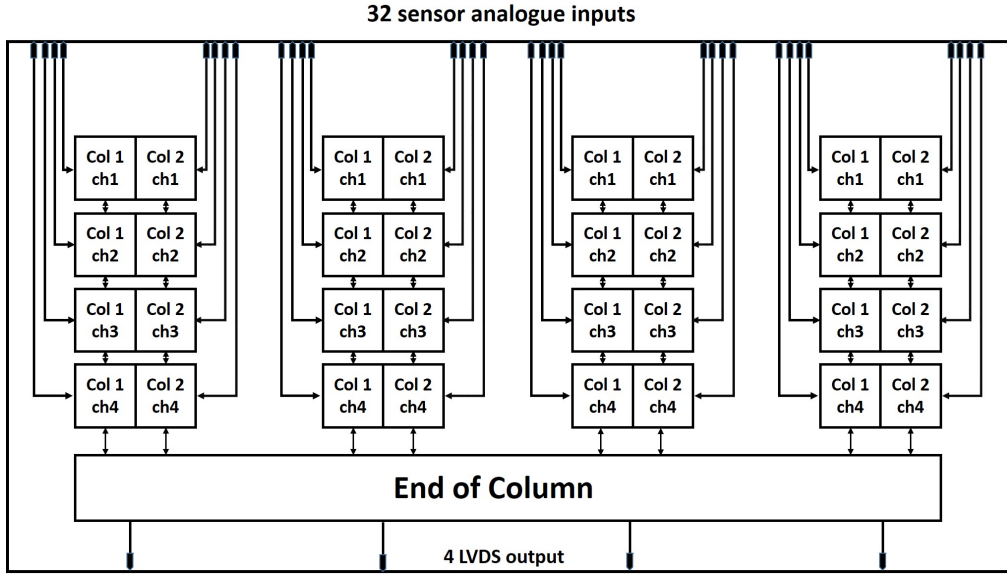 32 sensor analogue inputs
Col 1 Col 2 Col 1 Col 2 Col 1 Col 2 Col 1 Col 2
ch1 ch1 ch1 ch1 ch1 ch1 ch1 ch1
Col 1 Col 2 Col 1 Col 2 Col 1 Col 2 Col 1 Col 2
ch2 ch2 ch2 ch2 ch2 ch2 ch2 ch2
Col 1 Col 2 Col 1 Col 2 Col 1 Col 2 Col 1 Col 2
ch3 ch3 ch3 ch3 ch3 ch3 ch3 ch3
Col 1 Col 2 Col 1 Col 2 Col 1 Col 2 Col 1 Col 2
ch4 ch4 ch4 ch4 ch4 ch4 ch4 ch4
End of Column
4 LVDS output